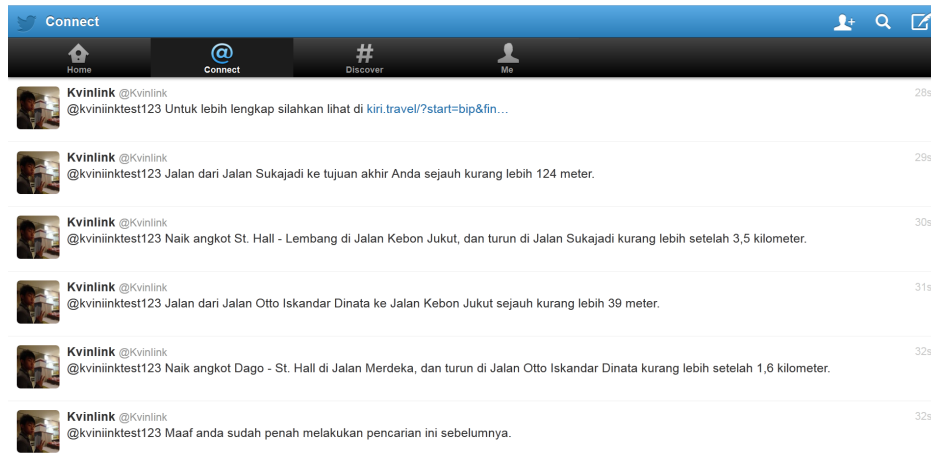 Connect
Home
Connect
Discover
Me
Kvinlink @Kvinlink 28s
@kviniinktest123 Untuk lebih lengkap silahkan lihat di kiri.travel/?start=bip&fin…
Kvinlink @Kvinlink 29s
@kviniinktest123 Jalan dari Jalan Sukajadi ke tujuan akhir Anda sejauh kurang lebih 124 meter.
Kvinlink @Kvinlink 30s
@kviniinktest123 Naik angkot St. Hall - Lembang di Jalan Kebon Jukut, dan turun di Jalan Sukajadi kurang lebih setelah 3,5 kilometer.
Kvinlink @Kvinlink 31s
@kviniinktest123 Jalan dari Jalan Otto Iskandar Dinata ke Jalan Kebon Jukut sejauh kurang lebih 39 meter.
Kvinlink @Kvinlink 32s
@kviniinktest123 Naik angkot Dago - St. Hall di Jalan Merdeka, dan turun di Jalan Otto Iskandar Dinata kurang lebih setelah 1,6 kilometer.
Kvinlink @Kvinlink 32s
@kviniinktest123 Maaf anda sudah penah melakukan pencarian ini sebelumnya.